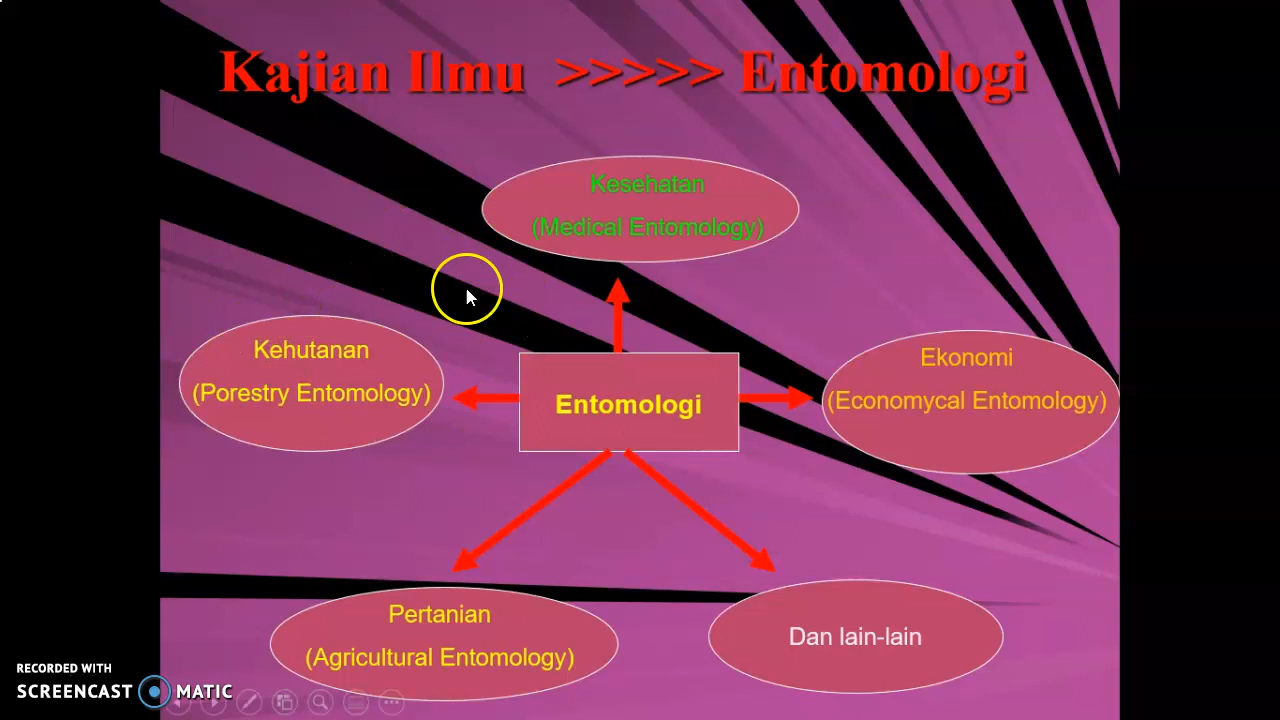 Kajian Ilmu >>>>> Entomologi
Kesehatan
(Medical Entomology)
Kehutanan
(Porestry Entomology)
Entomologi
Ekonomi
(Economycal Entomology)
Pertanian
(Agricultural Entomology)
Dan lain-lain
RECORDED WITH
SCREENCAST MATIC